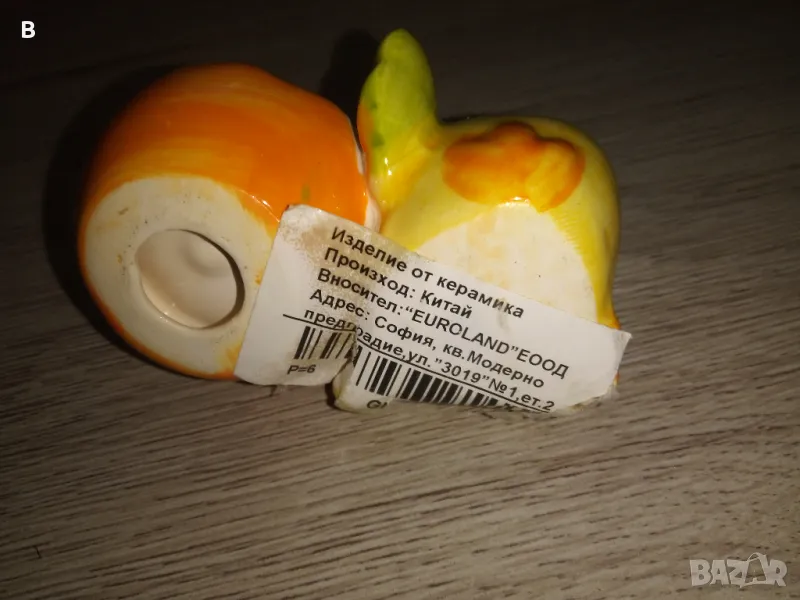 B
Изделие от керамика
Произход: Китай
Вносител:“EUROLAND”ЕООД
Адрес: София, кв.Модерно
предградие,ул.”3019”№1,ет.2
P=6
BAZAR